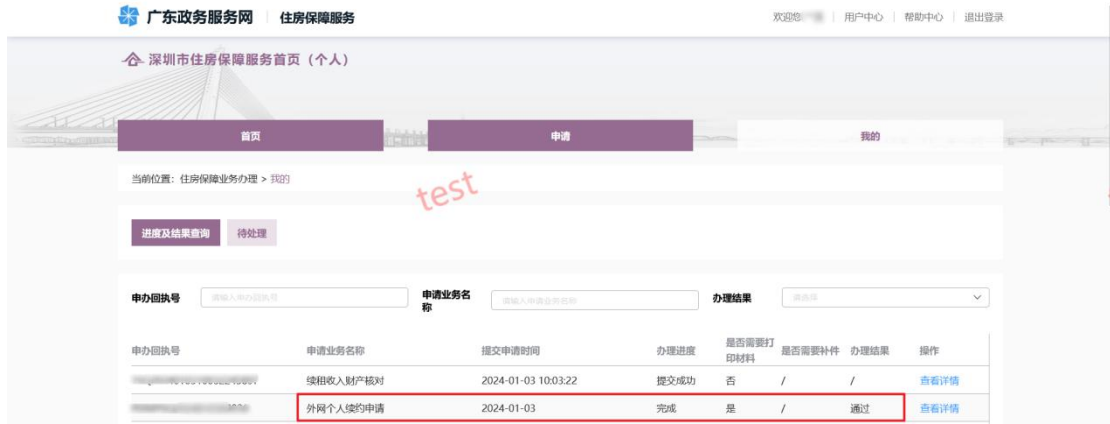 广东政务服务网 住房保障服务 欢迎您 用户中心 帮助中心 退出登录
深圳市住房保障服务首页（个人）
首页 申请 我的
当前位置：住房保障业务办理 > 我的
test
进度及结果查询 待处理
申办回执号 请输入申办回执号 申请业务名称 请输入申请业务名称 办理结果 请选择
申办回执号 申请业务名称 提交申请时间 办理进度 是否需要打印材料 是否需要补件 办理结果 操作
续租收入财产核对 2024-01-03 10:03:22 提交成功 否 / / 查看详情
外网个人续约申请 2024-01-03 完成 是 / 通过 查看详情